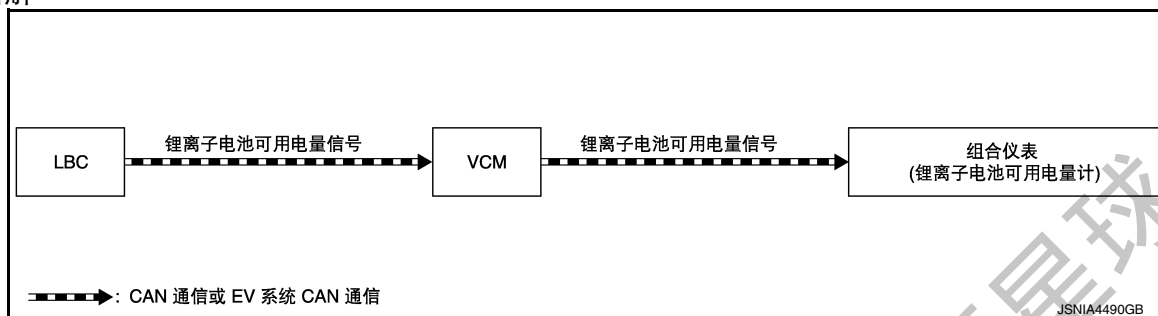 锂离子电池可用电量信号
锂离子电池可用电量信号
LBC
VCM
组合仪表
(锂离子电池可用电量计)
: CAN 通信或 EV 系统 CAN 通信
JSNIA4490GB
星球